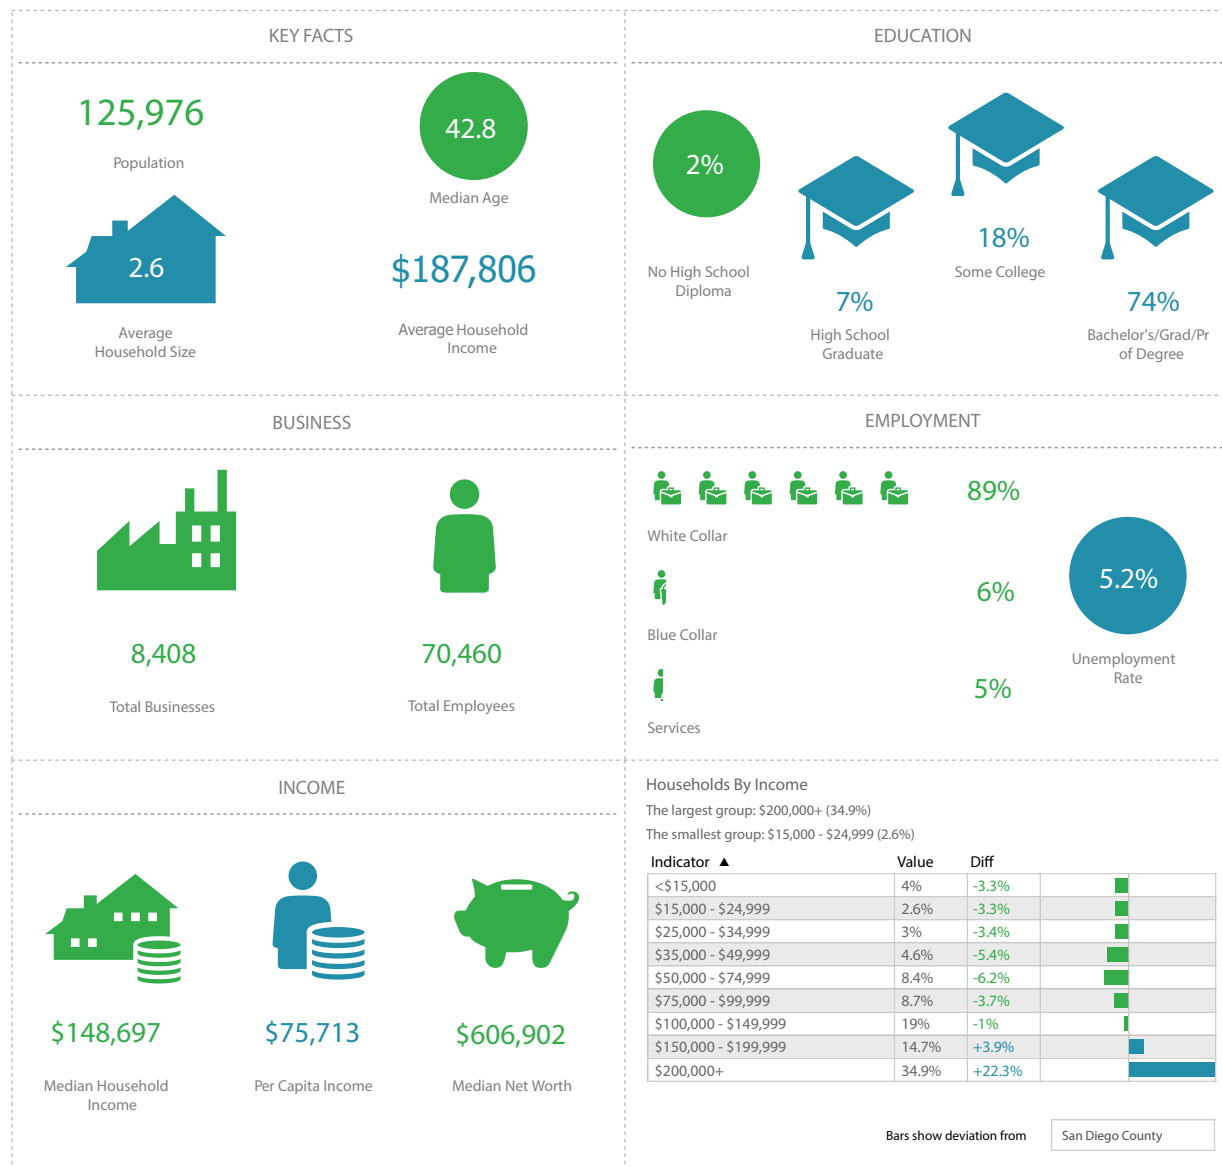 KEY FACTS
125,976
Population
42.8
Median Age
2.6
Average
Household Size
$187,806
Average Household
Income
EDUCATION
2%
No High School
Diploma
7%
High School
Graduate
18%
Some College
74%
Bachelor's/Grad/Pr
of Degree
BUSINESS
8,408
Total Businesses
70,460
Total Employees
EMPLOYMENT
89%
White Collar
6%
Blue Collar
5%
Services
5.2%
Unemployment
Rate
INCOME
$148,697
Median Household
Income
$75,713
Per Capita Income
$606,902
Median Net Worth
Households By Income
The largest group: $200,000+ (34.9%)
The smallest group: $15,000 - $24,999 (2.6%)
Indicator ▲ Value Diff
<$15,000 4% -3.3%
$15,000 - $24,999 2.6% -3.3%
$25,000 - $34,999 3% -3.4%
$35,000 - $49,999 4.6% -5.4%
$50,000 - $74,999 8.4% -6.2%
$75,000 - $99,999 8.7% -3.7%
$100,000 - $149,999 19% -1%
$150,000 - $199,999 14.7% +3.9%
$200,000+ 34.9% +22.3%
Bars show deviation from San Diego County